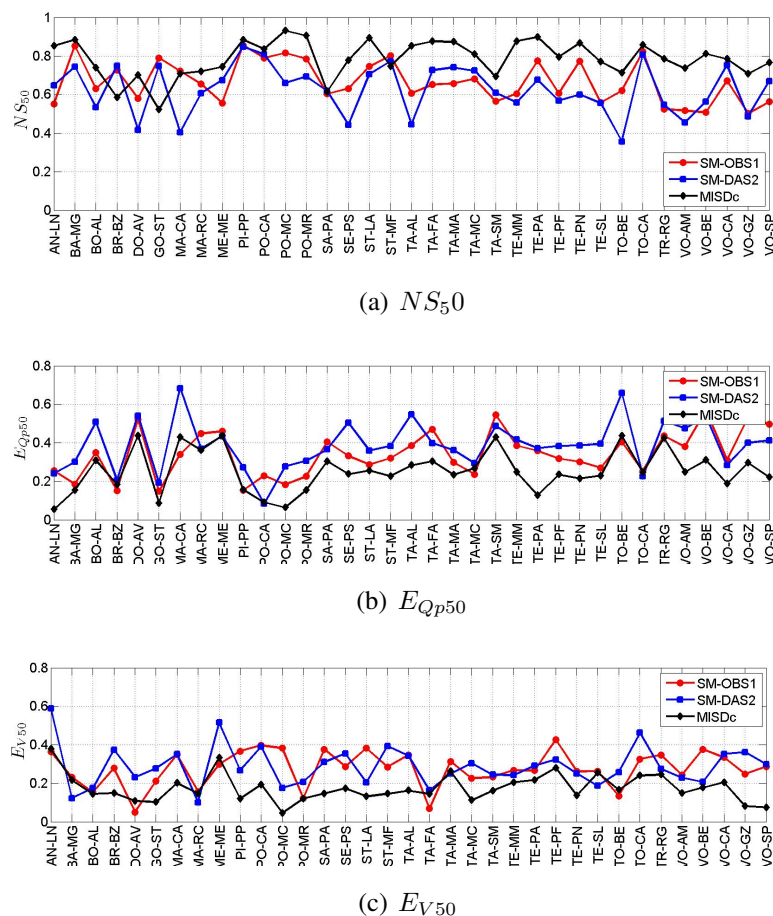 1
0.8
0.6
0.4
0.2
0
NS50
SM-OBS1
SM-DAS2
MISDc
AN-LN
BA-MG
BO-AL
BR-BZ
DO-AV
GO-ST
MA-CA
MA-RC
ME-ME
PI-PP
PO-CA
PO-MC
PO-MR
SA-PA
SE-PS
ST-LA
ST-MF
TA-AL
TA-FA
TA-MA
TA-MC
TA-SM
TE-MM
TE-PA
TE-PF
TE-PN
TE-SL
TO-BE
TO-CA
TR-RG
VO-AM
VO-BE
VO-CA
VO-GZ
VO-SP
(a) NS50
0.8
0.6
0.4
0.2
0
EQp50
SM-OBS1
SM-DAS2
MISDc
AN-LN
BA-MG
BO-AL
BR-BZ
DO-AV
GO-ST
MA-CA
MA-RC
ME-ME
PI-PP
PO-CA
PO-MC
PO-MR
SA-PA
SE-PS
ST-LA
ST-MF
TA-AL
TA-FA
TA-MA
TA-MC
TA-SM
TE-MM
TE-PA
TE-PF
TE-PN
TE-SL
TO-BE
TO-CA
TR-RG
VO-AM
VO-BE
VO-CA
VO-GZ
VO-SP
(b) EQp50
0.8
0.6
0.4
0.2
0
EV50
SM-OBS1
SM-DAS2
MISDc
AN-LN
BA-MG
BO-AL
BR-BZ
DO-AV
GO-ST
MA-CA
MA-RC
ME-ME
PI-PP
PO-CA
PO-MC
PO-MR
SA-PA
SE-PS
ST-LA
ST-MF
TA-AL
TA-FA
TA-MA
TA-MC
TA-SM
TE-MM
TE-PA
TE-PF
TE-PN
TE-SL
TO-BE
TO-CA
TR-RG
VO-AM
VO-BE
VO-CA
VO-GZ
VO-SP
(c) EV50